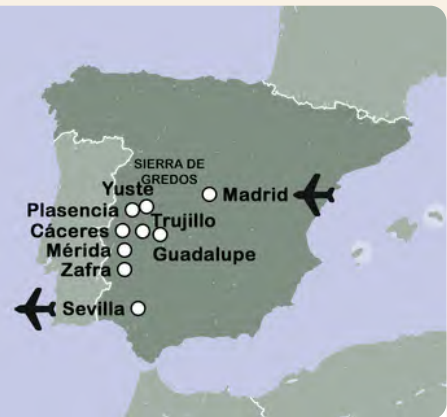 SIERRA DE
GREDOS
Yuste
Madrid
Plasencia
Trujillo
Cáceres
Guadalupe
Mérida
Zafra
Sevilla